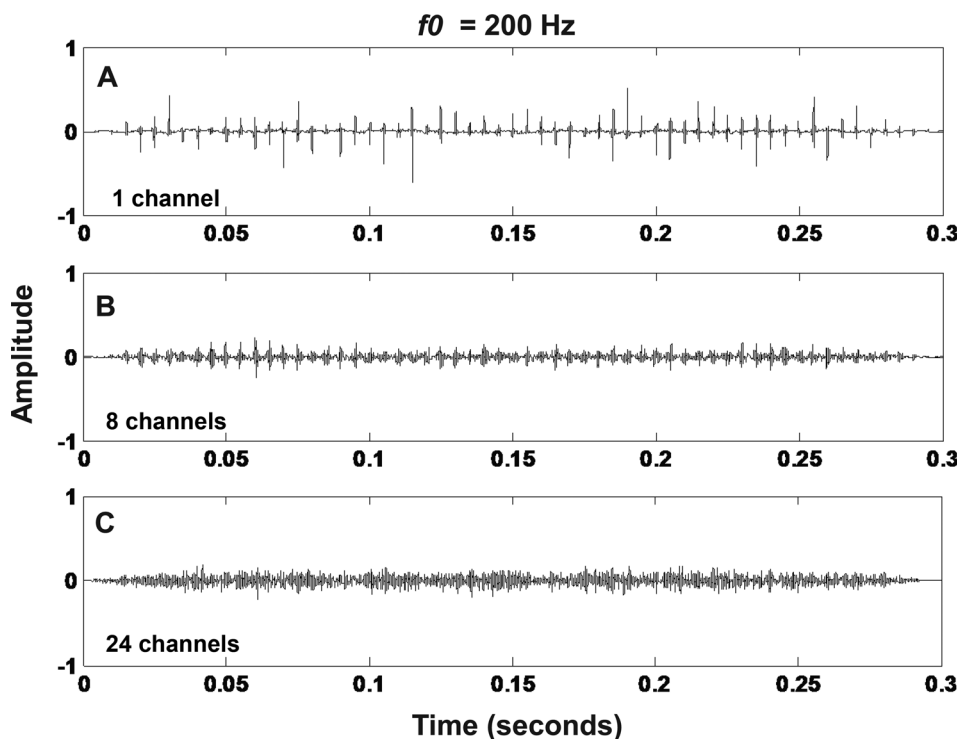 f0 = 200 Hz
1
A
0
1 channel
-1
0 0.05 0.1 0.15 0.2 0.25 0.3
1
B
0
8 channels
-1
0 0.05 0.1 0.15 0.2 0.25 0.3
1
C
0
24 channels
-1
0 0.05 0.1 0.15 0.2 0.25 0.3
Amplitude
Time (seconds)